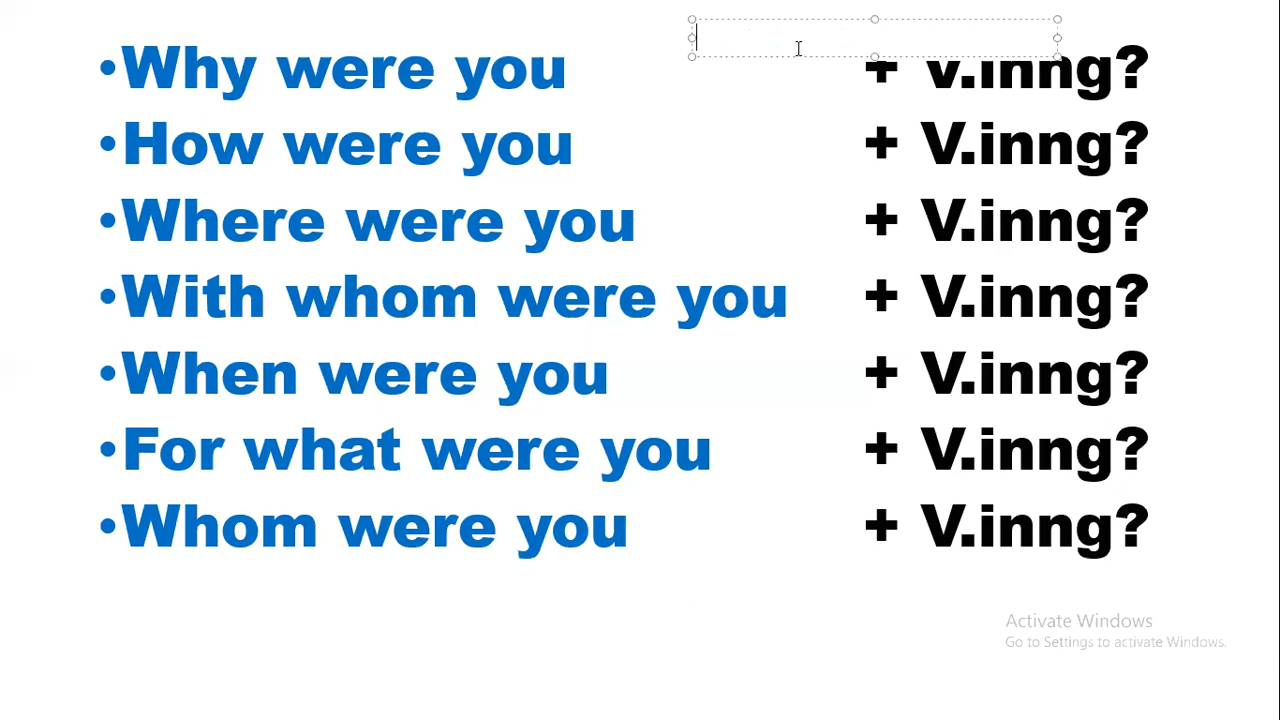 •Why were you + V.inng?
•How were you + V.inng?
•Where were you + V.inng?
•With whom were you + V.inng?
•When were you + V.inng?
•For what were you + V.inng?
•Whom were you + V.inng?
Activate Windows
Go to Settings to activate Windows.